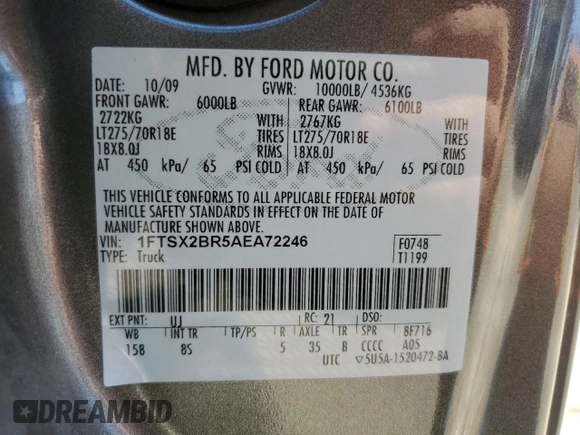 MFD. BY FORD MOTOR CO.
DATE: 10/09 GVWR: 10000LB/ 4536KG
FRONT GAWR: 6000LB REAR GAWR: 6100LB
2722KG WITH 2767KG WITH
LT275/70R18E TIRES LT275/70R18E TIRES
18X8.0J RIMS 18X8.0J RIMS
AT 450 kPa/ 65 PSI COLD AT 450 kPa/ 65 PSI COLD
THIS VEHICLE CONFORMS TO ALL APPLICABLE FEDERAL MOTOR
VEHICLE SAFETY STANDARDS IN EFFECT ON THE DATE OF
MANUFACTURE SHOWN ABOVE.
VIN: 1FTSX2BR5AEA72246 F0748
TYPE: Truck T1199
EXT PNT: UJ RC: 21 DSO:
WB INT TR TP/PS R AXLE TR SPR 8F716
158 8S 5 35 B CCCC A05
UTC ▽5U5A-1520472-BA
DREAMBID